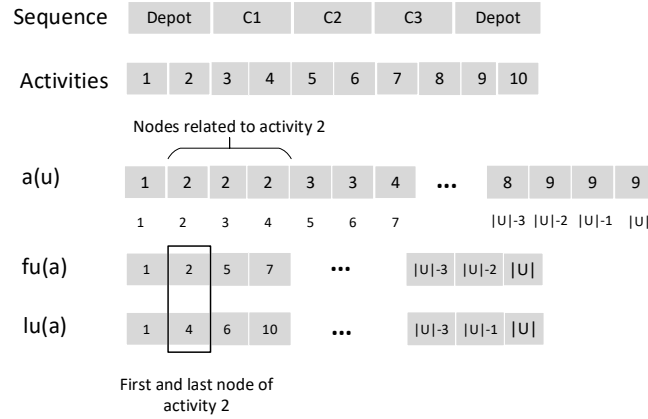 Sequence Depot C1 C2 C3 Depot
Activities 1 2 3 4 5 6 7 8 9 10
Nodes related to activity 2
a(u) 1 2 2 2 3 3 4 ... 8 9 9 9
1 2 3 4 5 6 7 |U|-3 |U|-2 |U|-1 |U|
fu(a) 1 2 5 7 ... |U|-3 |U|-2 |U|
lu(a) 1 4 6 10 ... |U|-3 |U|-1 |U|
First and last node of
activity 2